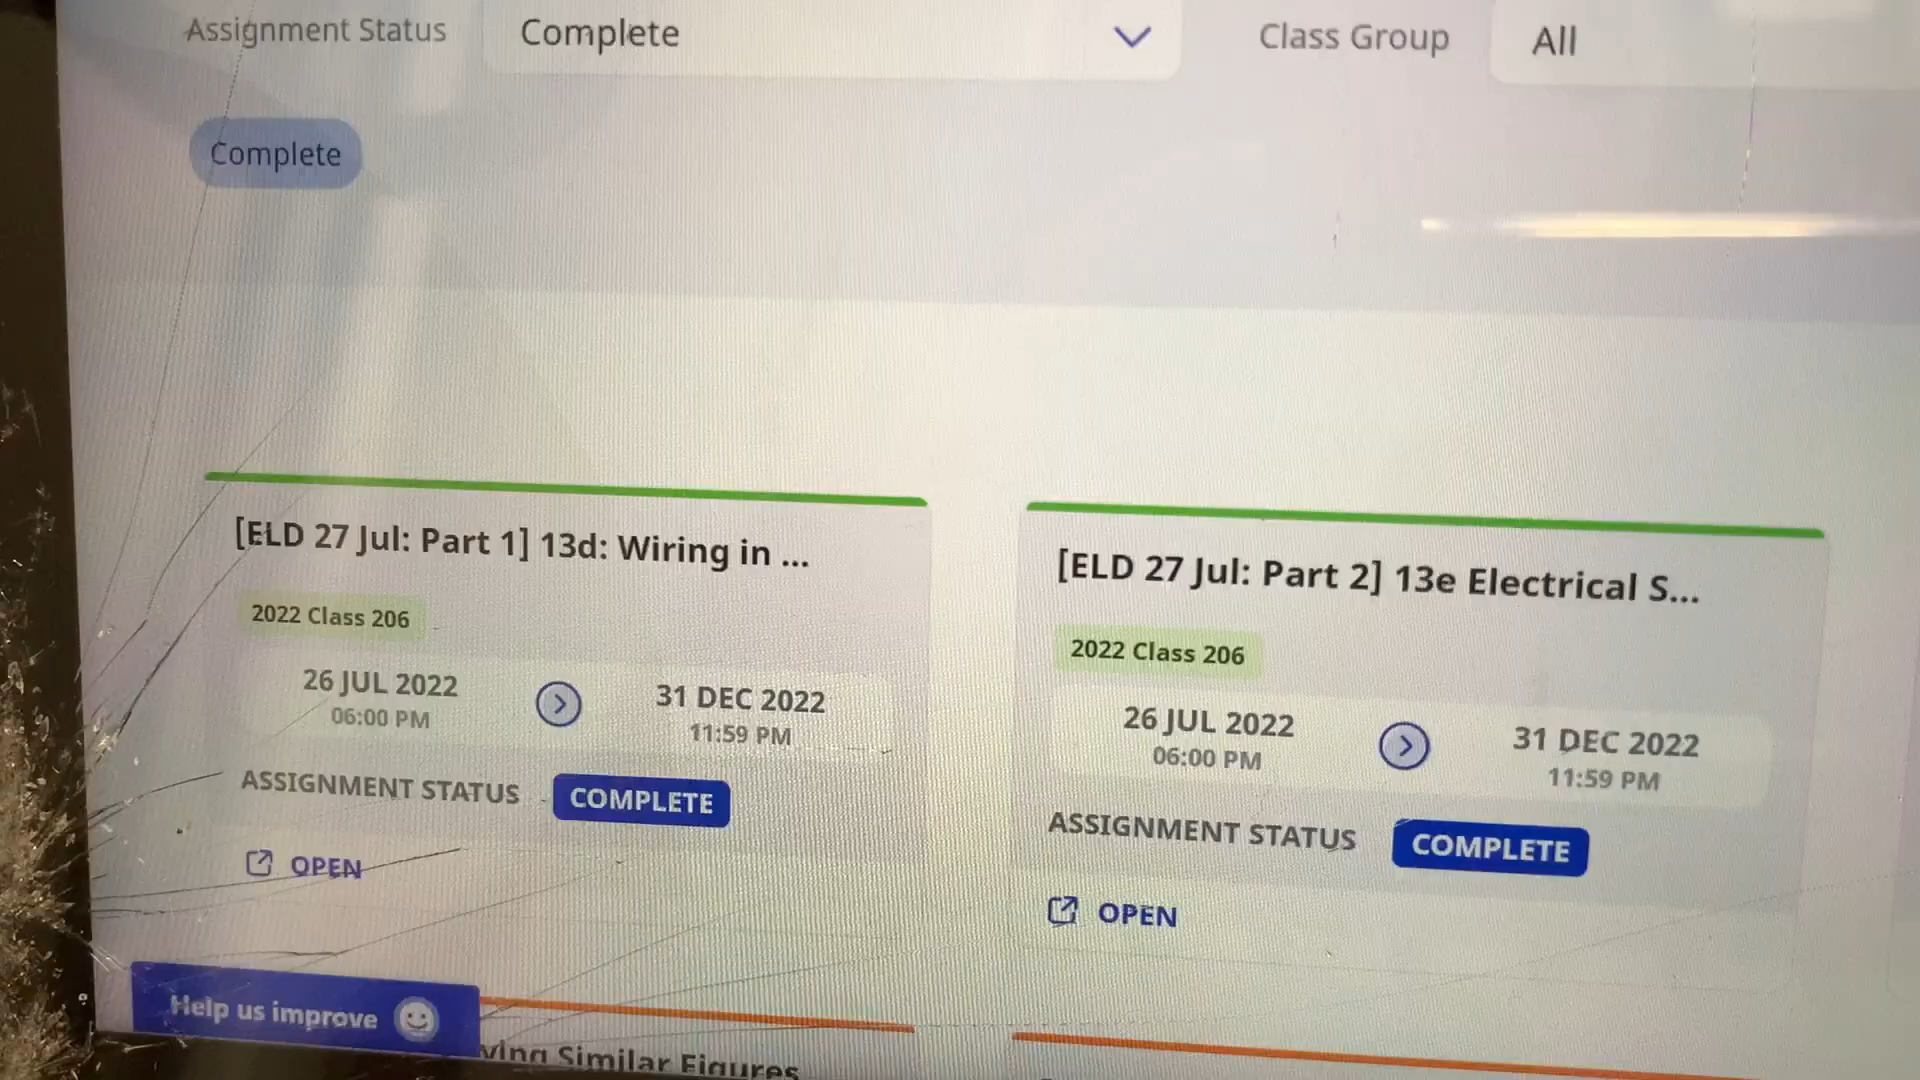 Assignment Status
Complete
Class Group
All
Complete
[ELD 27 Jul: Part 1] 13d: Wiring in ...
2022 Class 206
26 JUL 2022
06:00 PM
31 DEC 2022
11:59 PM
ASSIGNMENT STATUS
COMPLETE
OPEN
[ELD 27 Jul: Part 2] 13e Electrical S...
2022 Class 206
26 JUL 2022
06:00 PM
31 DEC 2022
11:59 PM
ASSIGNMENT STATUS
COMPLETE
OPEN
Help us improve
Similar Figures